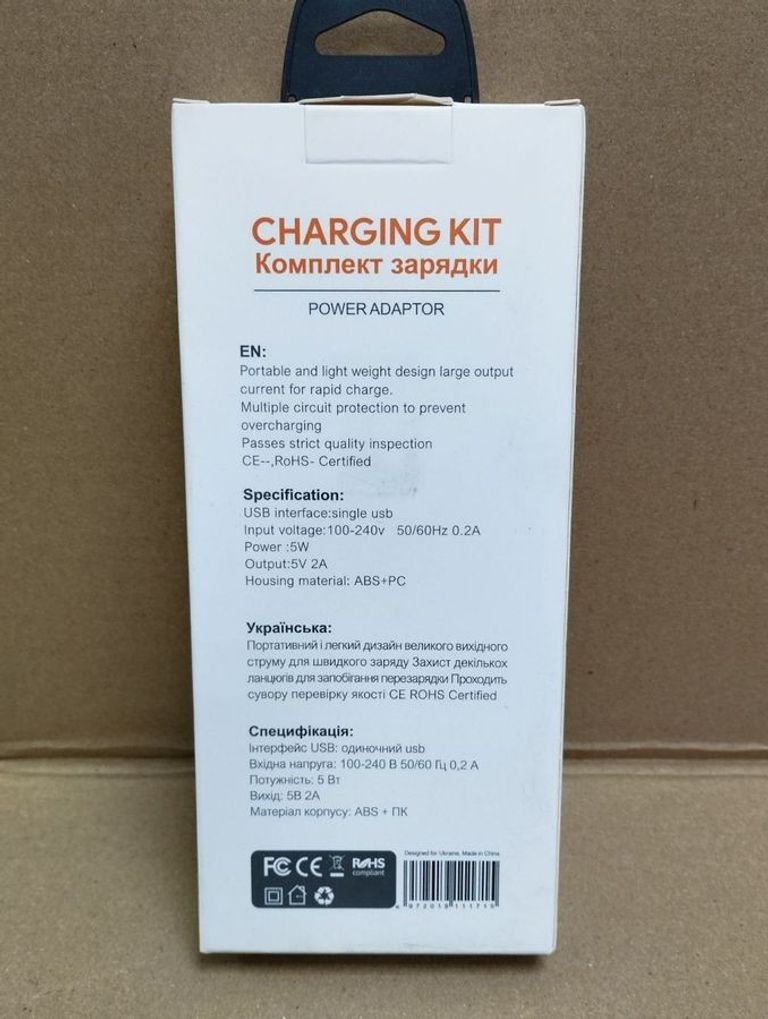 CHARGING KIT
Комплект зарядки
POWER ADAPTOR
EN:
Portable and light weight design large output
current for rapid charge.
Multiple circuit protection to prevent
overcharging
Passes strict quality inspection
CE--,RoHS- Certified
Specification:
USB interface:single usb
Input voltage:100-240v 50/60Hz 0.2A
Power :5W
Output:5V 2A
Housing material: ABS+PC
Українська:
Портативний і легкий дизайн великого вихідного
струму для швидкого заряду Захист декількох
ланцюгів для запобігання перезарядки Проходить
сувору перевірку якості CE ROHS Certified
Специфікація:
Інтерфейс USB: одиночний usb
Вхідна напруга: 100-240 В 50/60 Гц 0,2 А
Потужність: 5 Вт
Вихід: 5В 2А
Матеріал корпусу: ABS + ПК
Designed for Ukraine, Made in China
FC CE RoHS
compliant
6 972019 111715